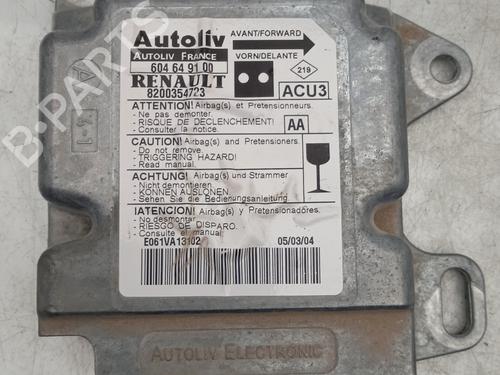 Autoliv
AVANT/FORWARD
AUTOLIV FRANCE
VORN/DELANTE
604 64 91 00
219
RENAULT
8200354723
ACU3
ATTENTION! Airbag(s) et Pretensionneurs.
- Ne pas demonter.
- RISQUE DE DECLENCHEMENT!
- Consulter la notice.
AA
CAUTION! Airbag(s) and Pretensioners.
- Do not remove.
- TRIGGERING HAZARD!
- Read manual.
ACHTUNG! Airbag(s) und Strammer
- Nicht demontieren.
- KONNEN AUSLONEN.
- Sehen Sie die Bedienungsanleitung.
¡ATENCION! Airbag(s) y Pretensionadores.
- No desmontar.
- RIESGO DE DISPARO.
- Consulte el manual
E061VA13102
05/03/04
AUTOLIV ELECTRONIC
B-PARTS